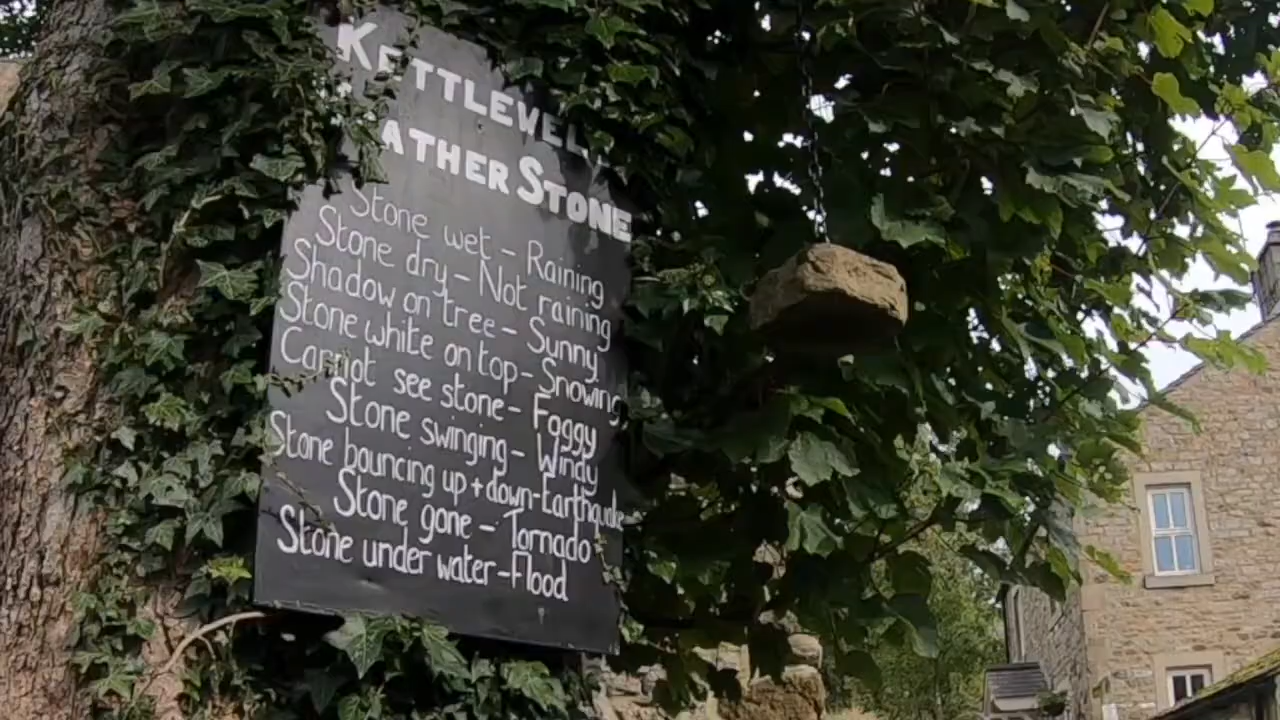 KETTLEWELL
ATHER STONE
Stone wet - Raining
Stone dry - Not raining
Shadow on tree - Sunny
Stone white on top - Snowing
Cannot see stone - Foggy
Stone swinging - Windy
Stone bouncing up + down - Earthquake
Stone gone - Tornado
Stone under water - Flood